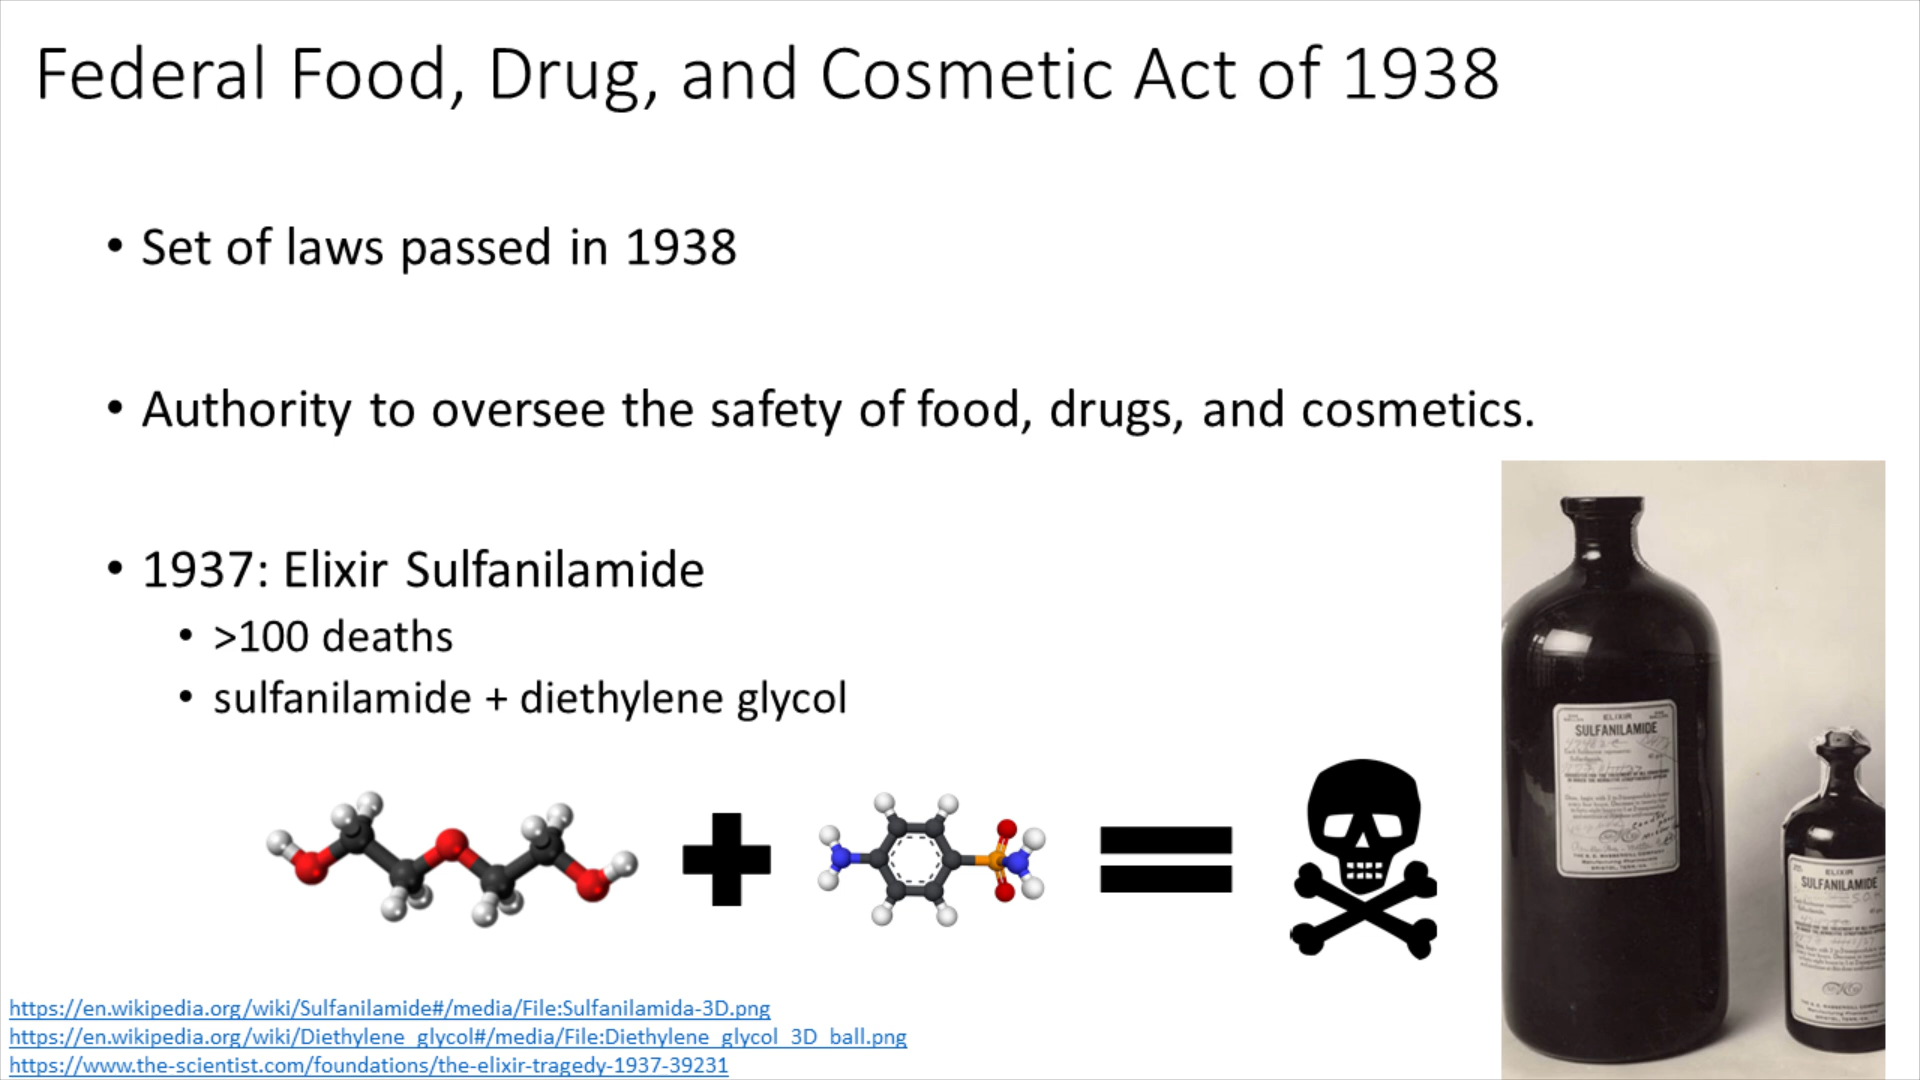 Federal Food, Drug, and Cosmetic Act of 1938
• Set of laws passed in 1938
• Authority to oversee the safety of food, drugs, and cosmetics.
• 1937: Elixir Sulfanilamide
• >100 deaths
• sulfanilamide + diethylene glycol
ELIXIR
SULFANILAMIDE
ELIXIR
SULFANILAMIDE
https://en.wikipedia.org/wiki/Sulfanilamide#/media/File:Sulfanilamida-3D.png
https://en.wikipedia.org/wiki/Diethylene_glycol#/media/File:Diethylene_glycol_3D_ball.png
https://www.the-scientist.com/foundations/the-elixir-tragedy-1937-39231